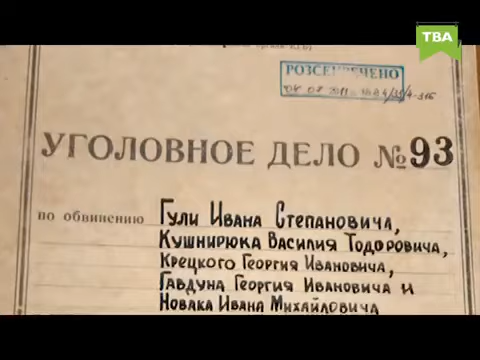 ТВА
РОЗСЕКРЕЧЕНО
УГОЛОВНОЕ ДЕЛО №93
по обвинению Гули Ивана Степановича,
Кушнирюка Василия Тодоровича,
Крецкого Георгия Ивановича,
Гавдуна Георгия Ивановича и
Новака Ивана Михайловича